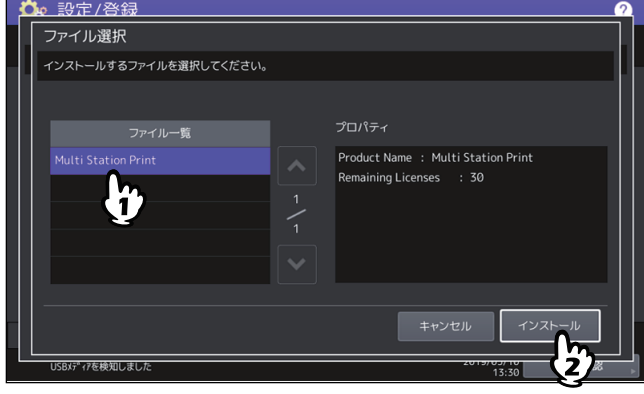 設定/登録
?
ファイル選択
インストールするファイルを選択してください。
ファイル一覧
プロパティ
Multi Station Print
Product Name : Multi Station Print
Remaining Licenses : 30
1
1
1
キャンセル
インストール
2
USBﾒﾃﾞｨｱを検知しました
13:30